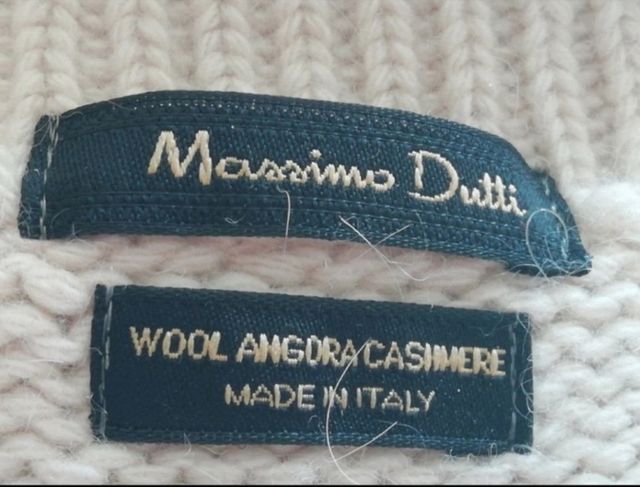 Massimo Dutti
WOOL ANGORA CASHMERE
MADE IN ITALY